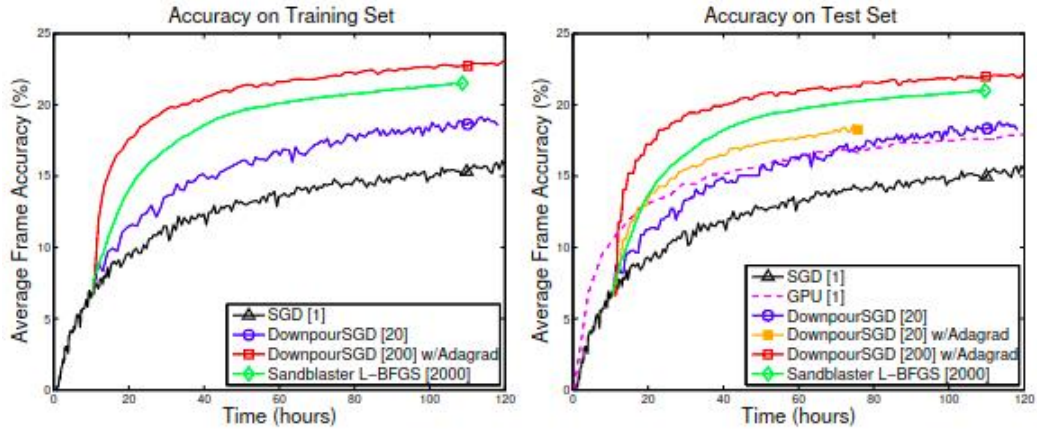 Accuracy on Training Set
Average Frame Accuracy (%)
25
20
15
10
5
0
0 20 40 60 80 100 120
Time (hours)
SGD [1]
DownpourSGD [20]
DownpourSGD [200] w/Adagrad
Sandblaster L-BFGS [2000]
Accuracy on Test Set
Average Frame Accuracy (%)
25
20
15
10
5
0
0 20 40 60 80 100 120
Time (hours)
SGD [1]
GPU [1]
DownpourSGD [20]
DownpourSGD [20] w/Adagrad
DownpourSGD [200] w/Adagrad
Sandblaster L-BFGS [2000]